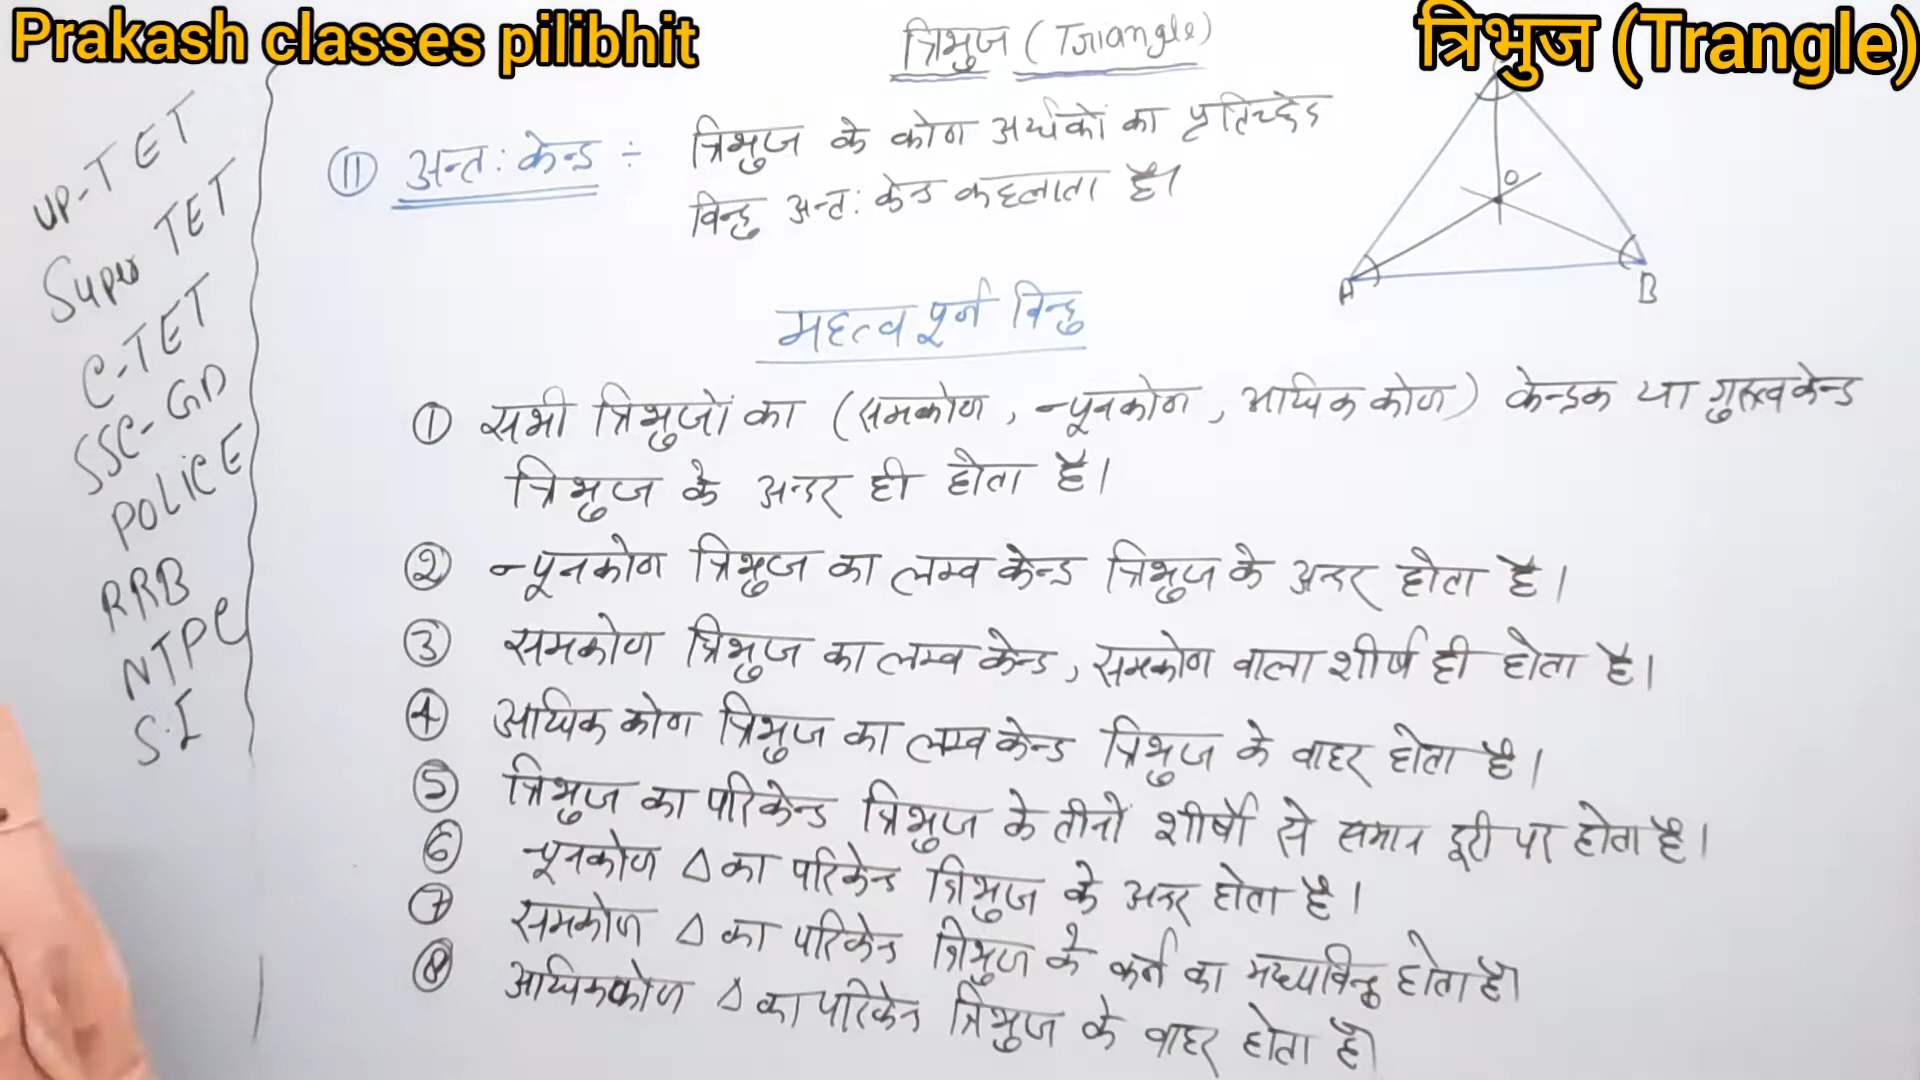 Prakash classes pilibhit
त्रिभुज (Trangle)
त्रिभुज (Triangle)
UP-TET
Super TET
C-TET
SSC-GD
POLICE
RRB
NTPC
S.I
⑪ अन्त: केन्द्र ÷ त्रिभुज के कोण अर्धकों का प्रतिच्छेद
बिन्दु अन्त: केन्द्र कहलाता है।
O
A
B
महत्व पूर्ण बिन्दु
① सभी त्रिभुजों का (समकोण, न्यूनकोण, अधिक कोण) केन्द्रक या गुरुत्व केन्द्र
त्रिभुज के अन्दर ही होता है।
② न्यूनकोण त्रिभुज का लम्ब केन्द्र त्रिभुज के अन्दर होता है।
③ समकोण त्रिभुज का लम्ब केन्द्र, समकोण वाला शीर्ष ही होता है।
④ अधिक कोण त्रिभुज का लम्ब केन्द्र त्रिभुज के बाहर होता है।
⑤ त्रिभुज का परिकेन्द्र त्रिभुज के तीनों शीर्षों से समान दूरी पर होता है।
⑥ न्यूनकोण △ का परिकेन्द्र त्रिभुज के अन्दर होता है।
⑦ समकोण △ का परिकेन्द्र त्रिभुज के कर्ण का मध्यबिन्दु होता है।
⑧ अधिककोण △ का परिकेन्द्र त्रिभुज के बाहर होता है।